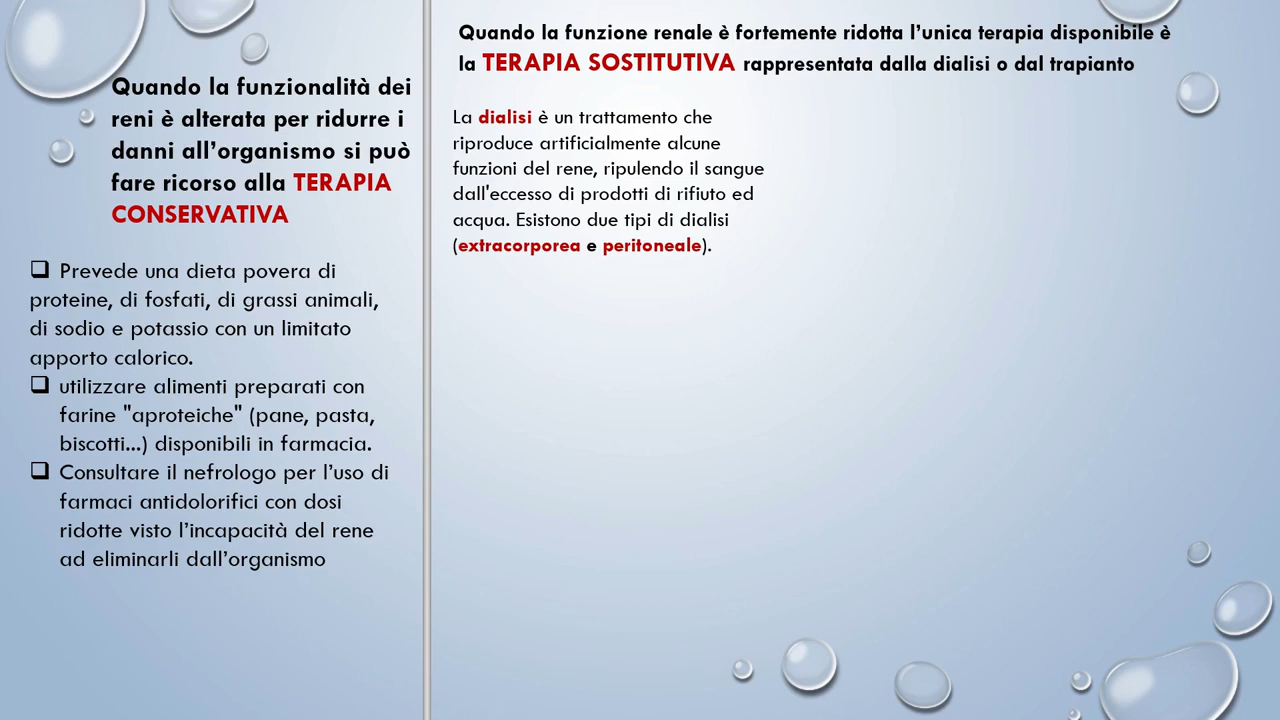 Quando la funzionalità dei
reni è alterata per ridurre i
danni all’organismo si può
fare ricorso alla TERAPIA
CONSERVATIVA
❑ Prevede una dieta povera di
proteine, di fosfati, di grassi animali,
di sodio e potassio con un limitato
apporto calorico.
❑ utilizzare alimenti preparati con
farine "aproteiche" (pane, pasta,
biscotti...) disponibili in farmacia.
❑ Consultare il nefrologo per l’uso di
farmaci antidolorifici con dosi
ridotte visto l’incapacità del rene
ad eliminarli dall’organismo
Quando la funzione renale è fortemente ridotta l’unica terapia disponibile è
la TERAPIA SOSTITUTIVA rappresentata dalla dialisi o dal trapianto
La dialisi è un trattamento che
riproduce artificialmente alcune
funzioni del rene, ripulendo il sangue
dall'eccesso di prodotti di rifiuto ed
acqua. Esistono due tipi di dialisi
(extracorporea e peritoneale).